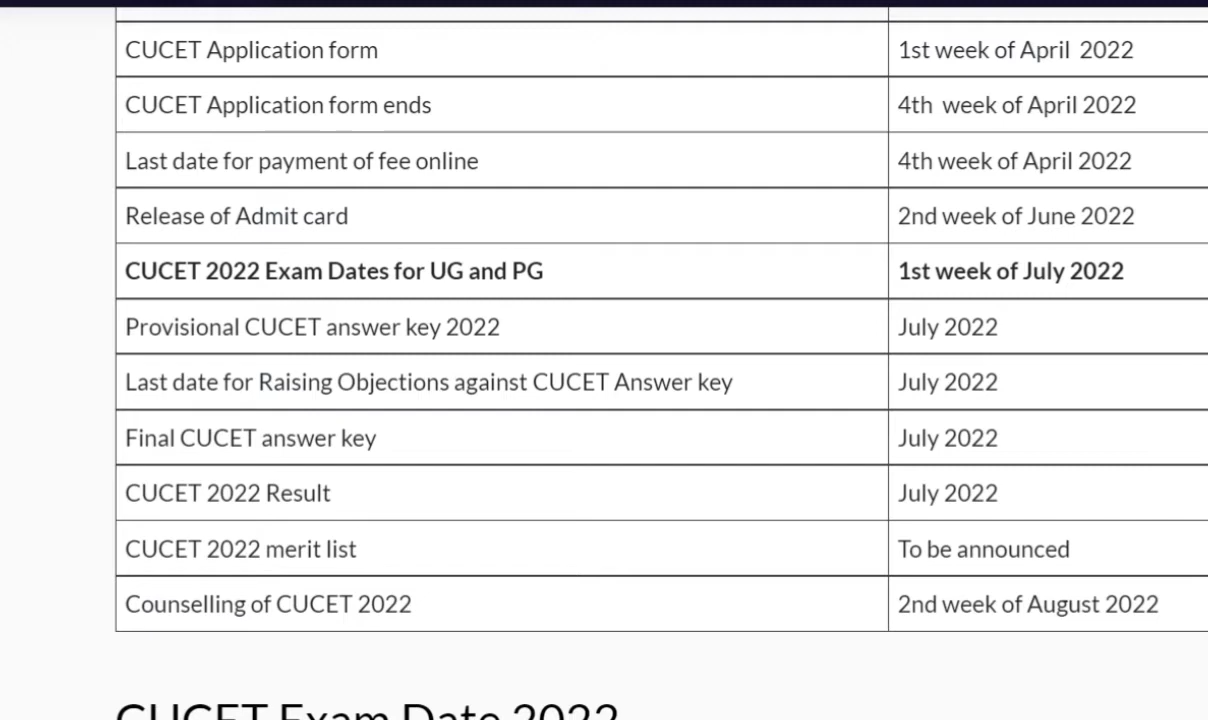 CUCET Application form 1st week of April 2022
CUCET Application form ends 4th week of April 2022
Last date for payment of fee online 4th week of April 2022
Release of Admit card 2nd week of June 2022
CUCET 2022 Exam Dates for UG and PG 1st week of July 2022
Provisional CUCET answer key 2022 July 2022
Last date for Raising Objections against CUCET Answer key July 2022
Final CUCET answer key July 2022
CUCET 2022 Result July 2022
CUCET 2022 merit list To be announced
Counselling of CUCET 2022 2nd week of August 2022
CUCET Exam Date 2022